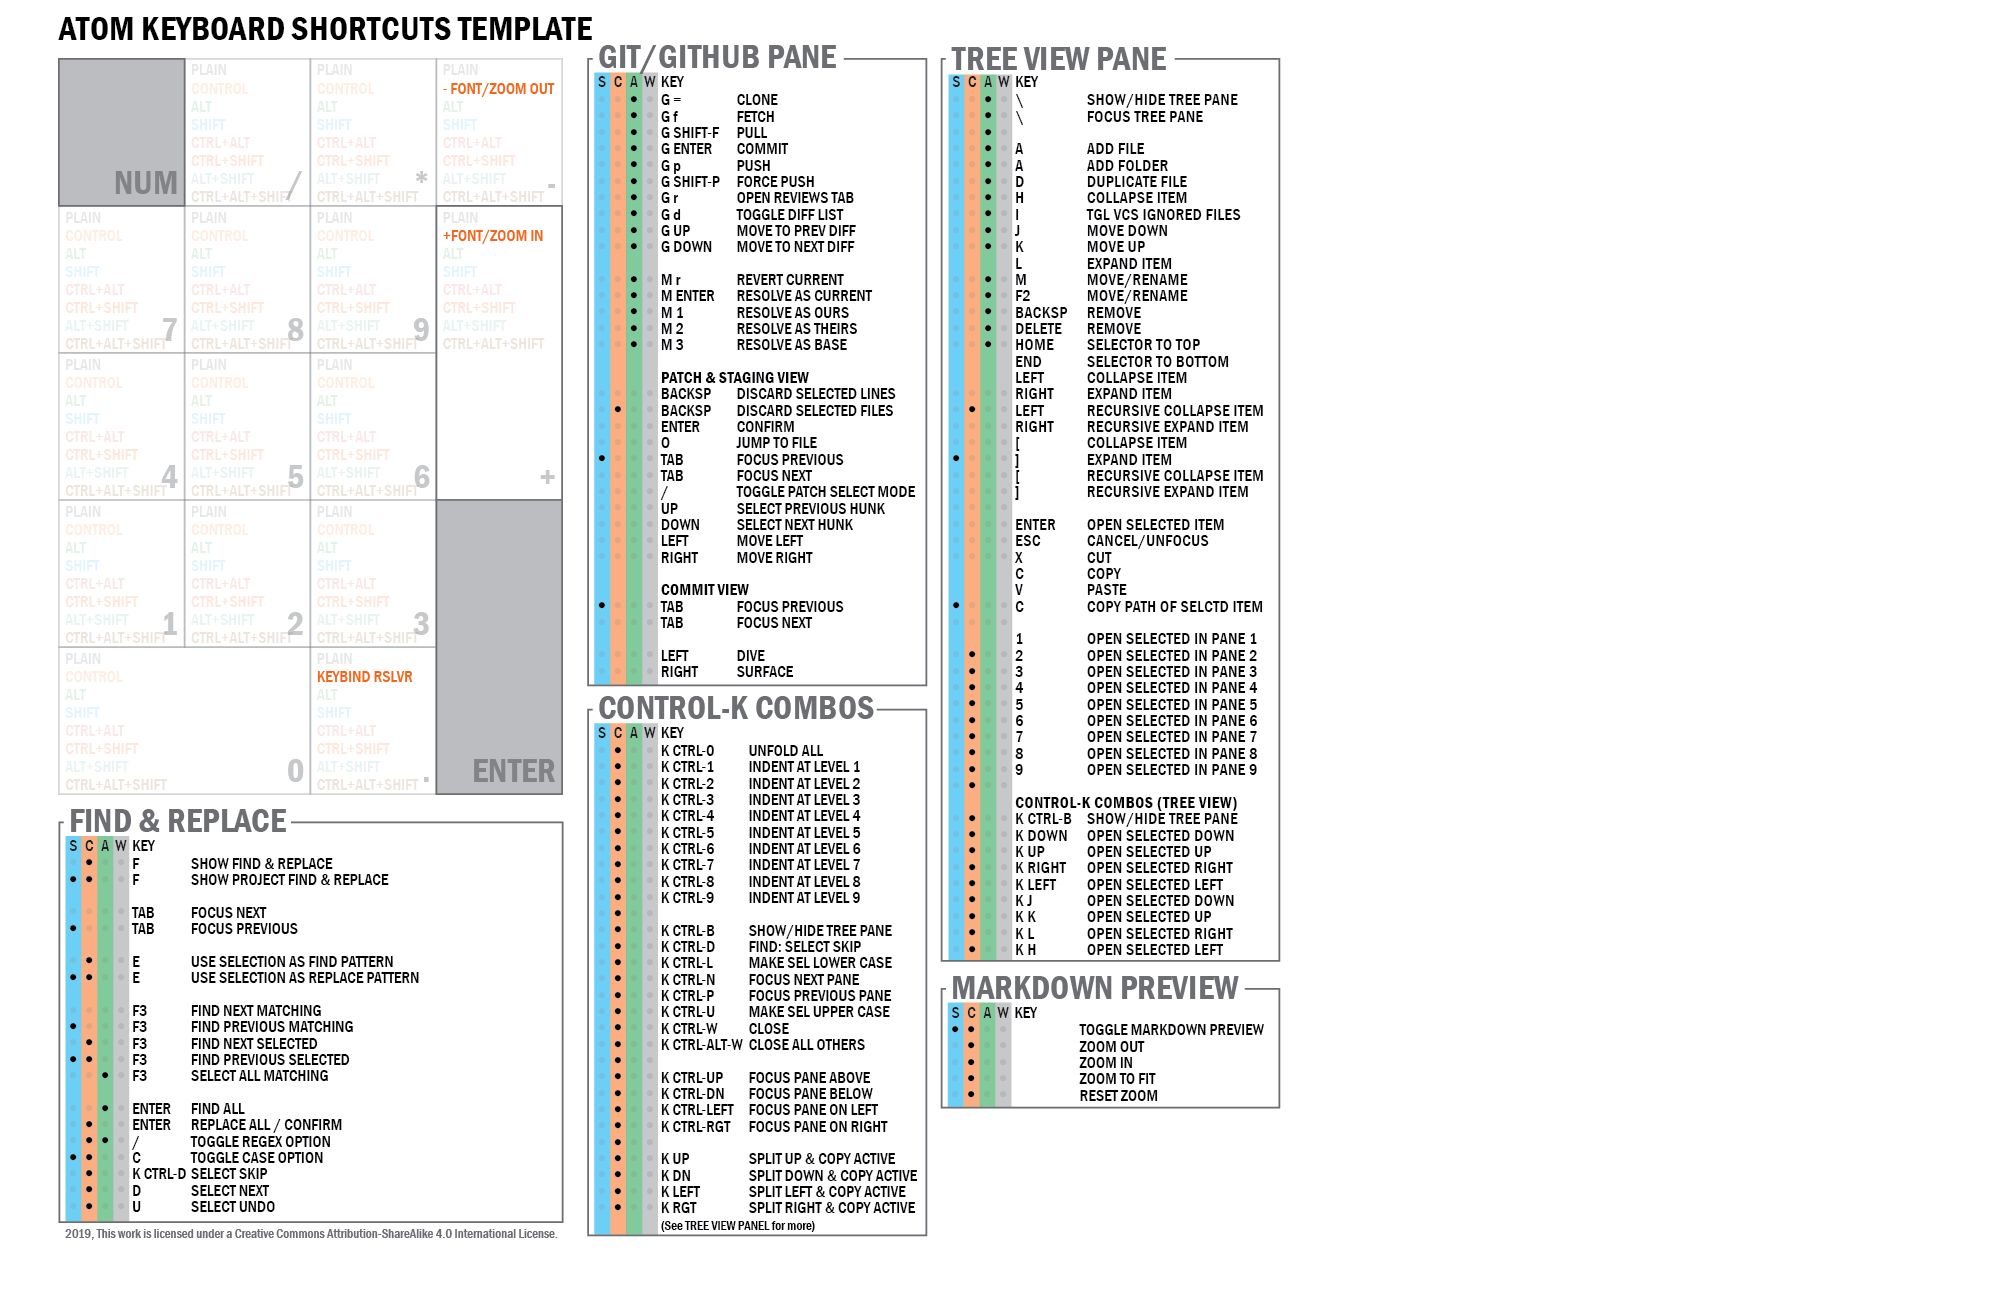 ATOM KEYBOARD SHORTCUTS TEMPLATE
NUM
PLAIN
CONTROL
ALT
SHIFT
CTRL+ALT
CTRL+SHIFT
ALT+SHIFT
CTRL+ALT+SHIFT
/
PLAIN
CONTROL
ALT
SHIFT
CTRL+ALT
CTRL+SHIFT
ALT+SHIFT
CTRL+ALT+SHIFT
*
PLAIN
- FONT/ZOOM OUT
ALT
SHIFT
CTRL+ALT
CTRL+SHIFT
ALT+SHIFT
CTRL+ALT+SHIFT
-
PLAIN
CONTROL
ALT
SHIFT
CTRL+ALT
CTRL+SHIFT
ALT+SHIFT
CTRL+ALT+SHIFT
7
PLAIN
CONTROL
ALT
SHIFT
CTRL+ALT
CTRL+SHIFT
ALT+SHIFT
CTRL+ALT+SHIFT
8
PLAIN
CONTROL
ALT
SHIFT
CTRL+ALT
CTRL+SHIFT
ALT+SHIFT
CTRL+ALT+SHIFT
9
PLAIN
+FONT/ZOOM IN
ALT
SHIFT
CTRL+ALT
CTRL+SHIFT
ALT+SHIFT
CTRL+ALT+SHIFT
+
PLAIN
CONTROL
ALT
SHIFT
CTRL+ALT
CTRL+SHIFT
ALT+SHIFT
CTRL+ALT+SHIFT
4
PLAIN
CONTROL
ALT
SHIFT
CTRL+ALT
CTRL+SHIFT
ALT+SHIFT
CTRL+ALT+SHIFT
5
PLAIN
CONTROL
ALT
SHIFT
CTRL+ALT
CTRL+SHIFT
ALT+SHIFT
CTRL+ALT+SHIFT
6
PLAIN
CONTROL
ALT
SHIFT
CTRL+ALT
CTRL+SHIFT
ALT+SHIFT
CTRL+ALT+SHIFT
1
PLAIN
CONTROL
ALT
SHIFT
CTRL+ALT
CTRL+SHIFT
ALT+SHIFT
CTRL+ALT+SHIFT
2
PLAIN
CONTROL
ALT
SHIFT
CTRL+ALT
CTRL+SHIFT
ALT+SHIFT
CTRL+ALT+SHIFT
3
PLAIN
CONTROL
ALT
SHIFT
CTRL+ALT
CTRL+SHIFT
ALT+SHIFT
CTRL+ALT+SHIFT
0
PLAIN
KEYBIND RSLVR
ALT
SHIFT
CTRL+ALT
CTRL+SHIFT
ALT+SHIFT
CTRL+ALT+SHIFT
.
ENTER
FIND & REPLACE
S C A W KEY
F SHOW FIND & REPLACE
F SHOW PROJECT FIND & REPLACE
TAB FOCUS NEXT
TAB FOCUS PREVIOUS
E USE SELECTION AS FIND PATTERN
E USE SELECTION AS REPLACE PATTERN
F3 FIND NEXT MATCHING
F3 FIND PREVIOUS MATCHING
F3 FIND NEXT SELECTED
F3 FIND PREVIOUS SELECTED
F3 SELECT ALL MATCHING
ENTER FIND ALL
ENTER REPLACE ALL / CONFIRM
/ TOGGLE REGEX OPTION
C TOGGLE CASE OPTION
K CTRL-D SELECT SKIP
D SELECT NEXT
U SELECT UNDO
2019, This work is licensed under a Creative Commons Attribution-ShareAlike 4.0 International License.
GIT/GITHUB PANE
S C A W KEY
G = CLONE
G f FETCH
G SHIFT-F PULL
G ENTER COMMIT
G p PUSH
G SHIFT-P FORCE PUSH
G r OPEN REVIEWS TAB
G d TOGGLE DIFF LIST
G UP MOVE TO PREV DIFF
G DOWN MOVE TO NEXT DIFF
M r REVERT CURRENT
M ENTER RESOLVE AS CURRENT
M 1 RESOLVE AS OURS
M 2 RESOLVE AS THEIRS
M 3 RESOLVE AS BASE
PATCH & STAGING VIEW
BACKSP DISCARD SELECTED LINES
BACKSP DISCARD SELECTED FILES
ENTER CONFIRM
O JUMP TO FILE
TAB FOCUS PREVIOUS
TAB FOCUS NEXT
/ TOGGLE PATCH SELECT MODE
UP SELECT PREVIOUS HUNK
DOWN SELECT NEXT HUNK
LEFT MOVE LEFT
RIGHT MOVE RIGHT
COMMIT VIEW
TAB FOCUS PREVIOUS
TAB FOCUS NEXT
LEFT DIVE
RIGHT SURFACE
CONTROL-K COMBOS
S C A W KEY
K CTRL-0 UNFOLD ALL
K CTRL-1 INDENT AT LEVEL 1
K CTRL-2 INDENT AT LEVEL 2
K CTRL-3 INDENT AT LEVEL 3
K CTRL-4 INDENT AT LEVEL 4
K CTRL-5 INDENT AT LEVEL 5
K CTRL-6 INDENT AT LEVEL 6
K CTRL-7 INDENT AT LEVEL 7
K CTRL-8 INDENT AT LEVEL 8
K CTRL-9 INDENT AT LEVEL 9
K CTRL-B SHOW/HIDE TREE PANE
K CTRL-D FIND: SELECT SKIP
K CTRL-L MAKE SEL LOWER CASE
K CTRL-N FOCUS NEXT PANE
K CTRL-P FOCUS PREVIOUS PANE
K CTRL-U MAKE SEL UPPER CASE
K CTRL-W CLOSE
K CTRL-ALT-W CLOSE ALL OTHERS
K CTRL-UP FOCUS PANE ABOVE
K CTRL-DN FOCUS PANE BELOW
K CTRL-LEFT FOCUS PANE ON LEFT
K CTRL-RGT FOCUS PANE ON RIGHT
K UP SPLIT UP & COPY ACTIVE
K DN SPLIT DOWN & COPY ACTIVE
K LEFT SPLIT LEFT & COPY ACTIVE
K RGT SPLIT RIGHT & COPY ACTIVE
(See TREE VIEW PANEL for more)
TREE VIEW PANE
S C A W KEY
\ SHOW/HIDE TREE PANE
\ FOCUS TREE PANE
A ADD FILE
A ADD FOLDER
D DUPLICATE FILE
H COLLAPSE ITEM
I TGL VCS IGNORED FILES
J MOVE DOWN
K MOVE UP
L EXPAND ITEM
M MOVE/RENAME
F2 MOVE/RENAME
BACKSP REMOVE
DELETE REMOVE
HOME SELECTOR TO TOP
END SELECTOR TO BOTTOM
LEFT COLLAPSE ITEM
RIGHT EXPAND ITEM
LEFT RECURSIVE COLLAPSE ITEM
RIGHT RECURSIVE EXPAND ITEM
[ COLLAPSE ITEM
] EXPAND ITEM
[ RECURSIVE COLLAPSE ITEM
] RECURSIVE EXPAND ITEM
ENTER OPEN SELECTED ITEM
ESC CANCEL/UNFOCUS
X CUT
C COPY
V PASTE
C COPY PATH OF SELCTD ITEM
1 OPEN SELECTED IN PANE 1
2 OPEN SELECTED IN PANE 2
3 OPEN SELECTED IN PANE 3
4 OPEN SELECTED IN PANE 4
5 OPEN SELECTED IN PANE 5
6 OPEN SELECTED IN PANE 6
7 OPEN SELECTED IN PANE 7
8 OPEN SELECTED IN PANE 8
9 OPEN SELECTED IN PANE 9
CONTROL-K COMBOS (TREE VIEW)
K CTRL-B SHOW/HIDE TREE PANE
K DOWN OPEN SELECTED DOWN
K UP OPEN SELECTED UP
K RIGHT OPEN SELECTED RIGHT
K LEFT OPEN SELECTED LEFT
K J OPEN SELECTED DOWN
K K OPEN SELECTED UP
K L OPEN SELECTED RIGHT
K H OPEN SELECTED LEFT
MARKDOWN PREVIEW
S C A W KEY
TOGGLE MARKDOWN PREVIEW
ZOOM OUT
ZOOM IN
ZOOM TO FIT
RESET ZOOM